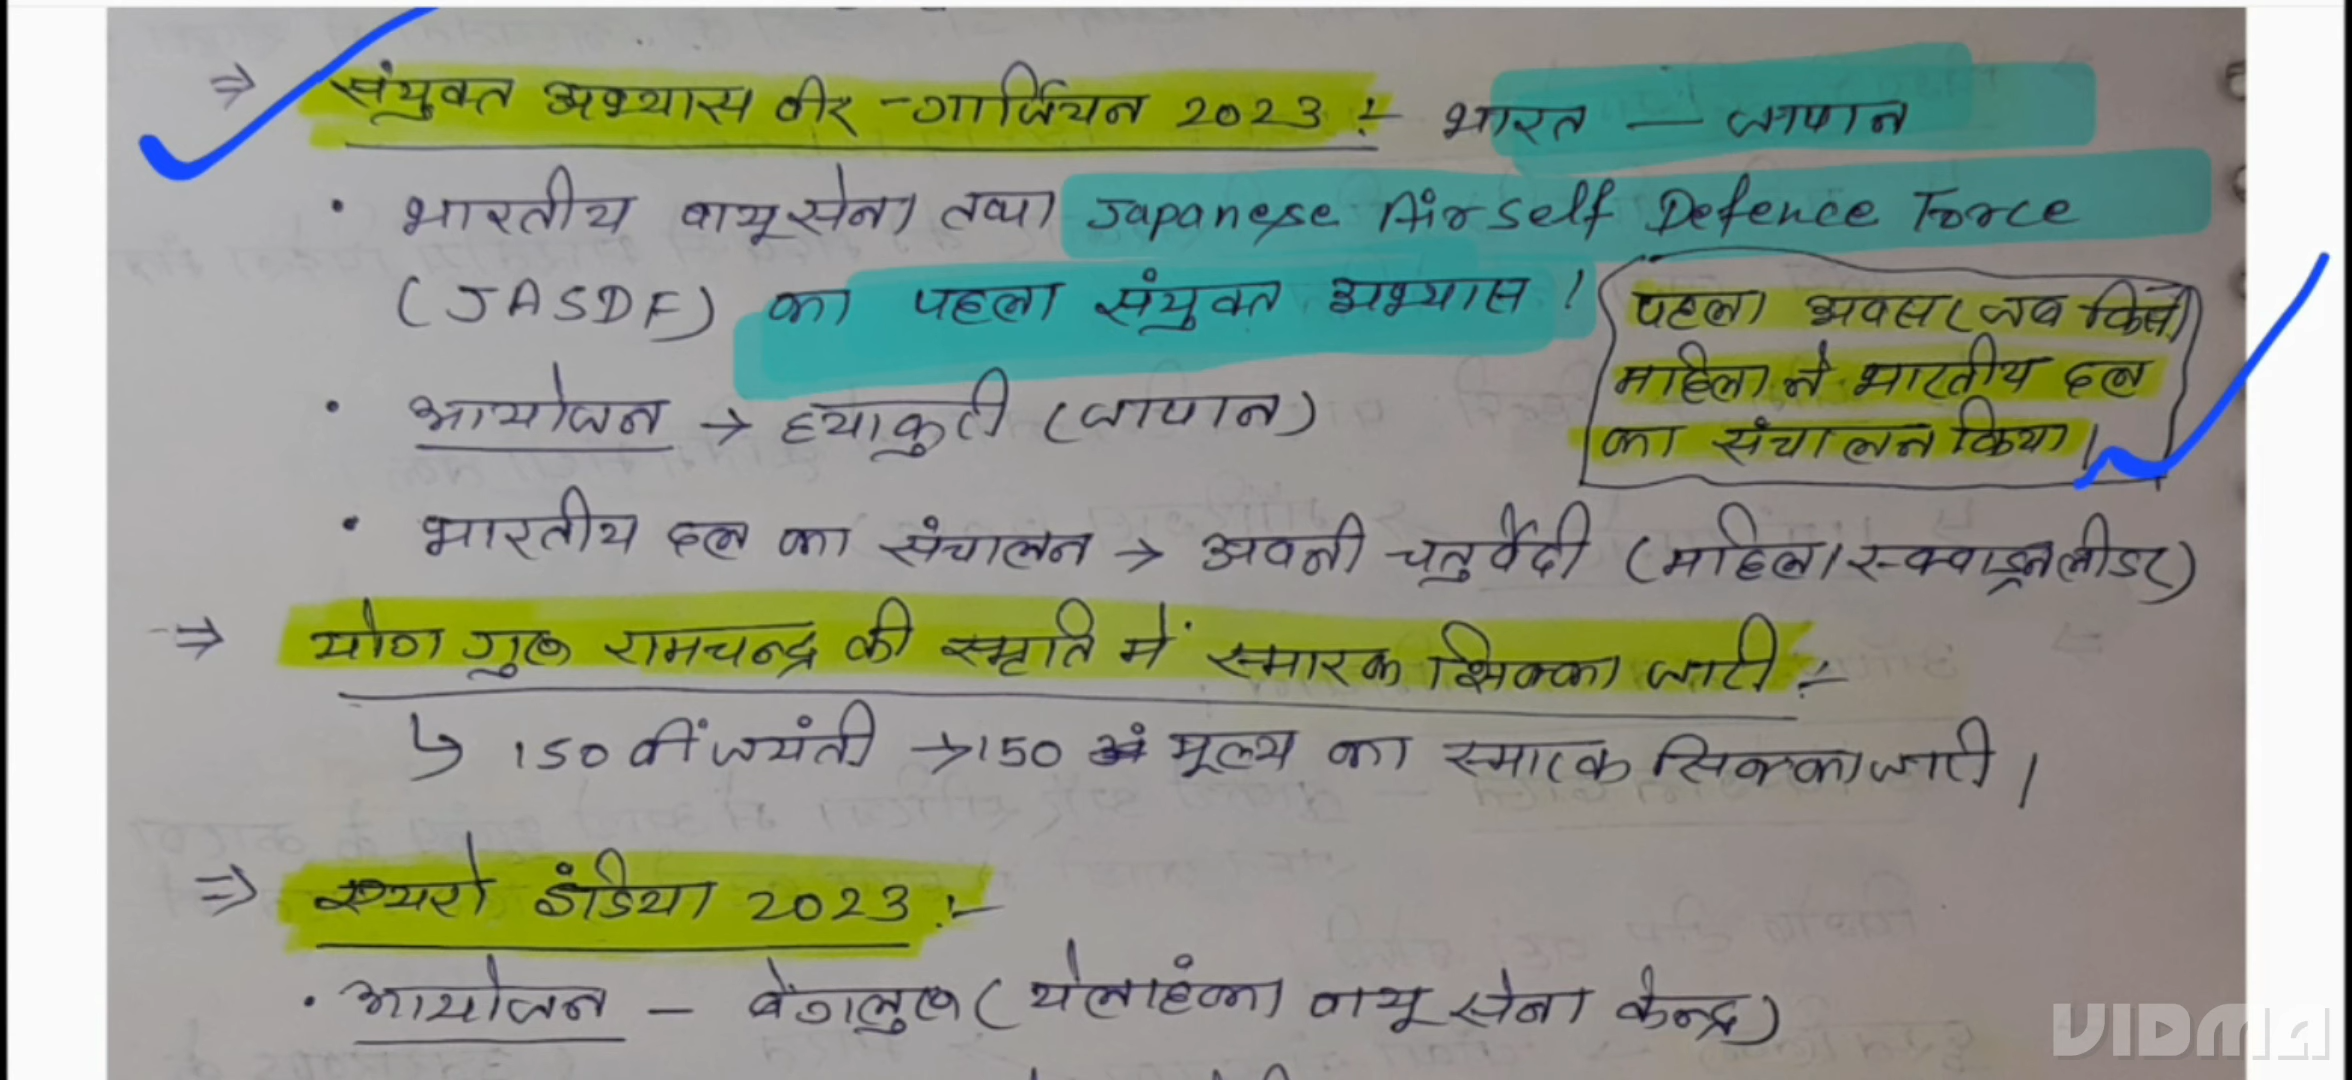 ⇒ संयुक्त अभ्यास वीर-गार्जियन 2023 :- भारत - जापान
• भारतीय वायुसेना तथा Japanese Air Self Defence Force
(JASDF) का पहला संयुक्त अभ्यास।
पहला अवसर जब किसी
महिला ने भारतीय दल
का संचालन किया।
• आयोजन → हयाकुरी (जापान)
• भारतीय दल का संचालन → अवनी चतुर्वेदी (महिला स्क्वाड्रन लीडर)
⇒ योग गुरु रामचन्द्र की स्मृति में स्मारक सिक्का जारी :-
↳ 150 वीं जयंती → 150 मूल्य का स्मारक सिक्का जारी।
⇒ एयरो इंडिया 2023 :-
• आयोजन - बेंगलुरु (येलाहंका वायु सेना केन्द्र)
VIDMA